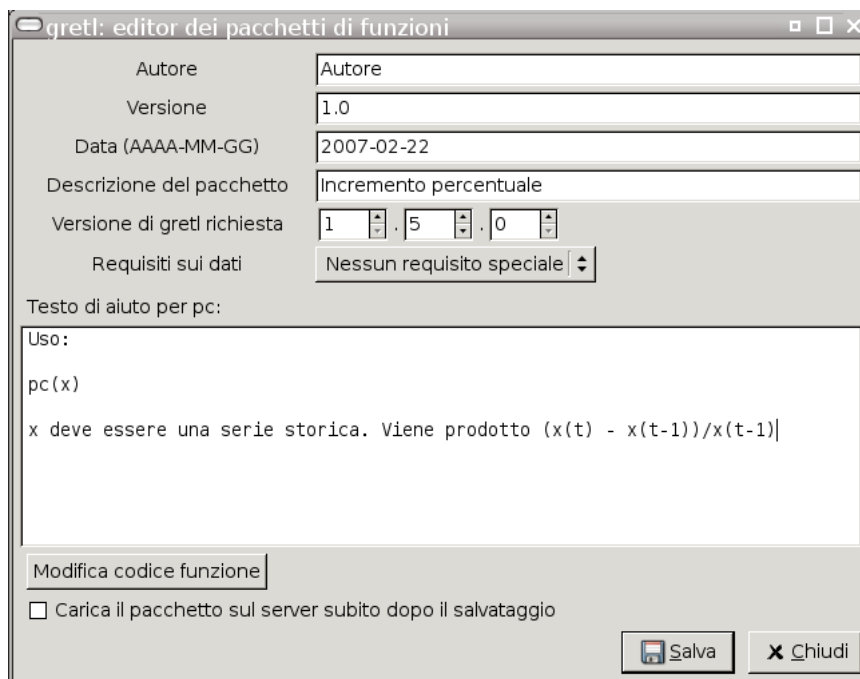 gretl: editor dei pacchetti di funzioni
Autore Autore
Versione 1.0
Data (AAAA-MM-GG) 2007-02-22
Descrizione del pacchetto Incremento percentuale
Versione di gretl richiesta 1 . 5 . 0
Requisiti sui dati Nessun requisito speciale
Testo di aiuto per pc:
Uso:
pc(x)
x deve essere una serie storica. Viene prodotto (x(t) - x(t-1))/x(t-1)
Modifica codice funzione
Carica il pacchetto sul server subito dopo il salvataggio
Salva Chiudi